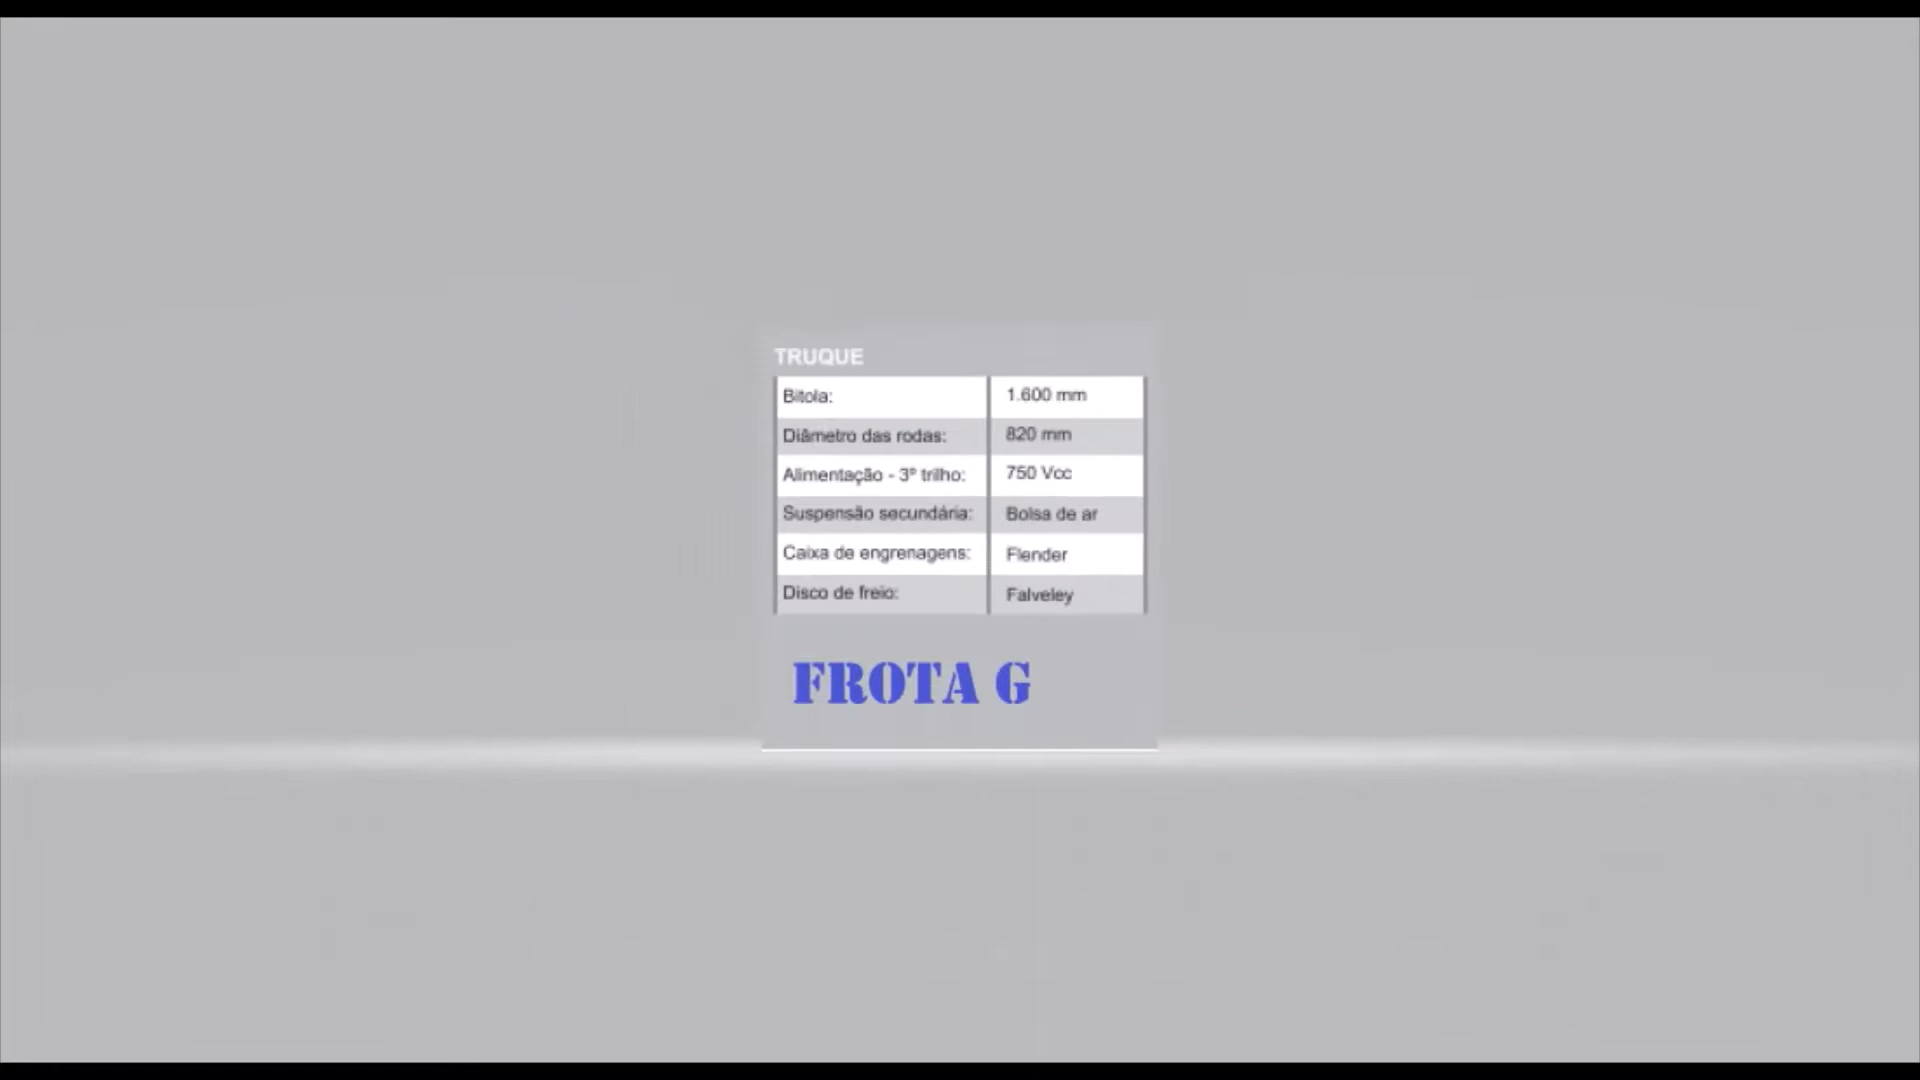 TRUQUE
Bitola: 1.600 mm
Diâmetro das rodas: 820 mm
Alimentação - 3º trilho: 750 Vcc
Suspensão secundária: Bolsa de ar
Caixa de engrenagens: Flender
Disco de freio: Falveley
FROTA G